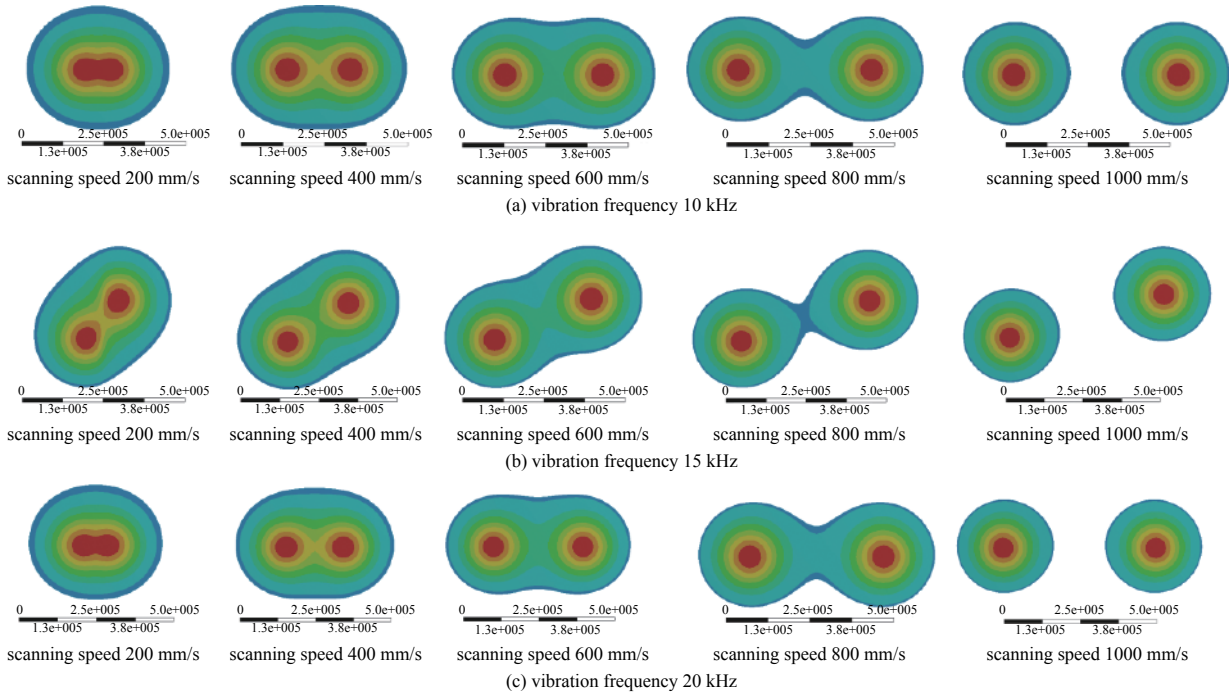 0 2.5e+005 5.0e+005 0 2.5e+005 5.0e+005 0 2.5e+005 5.0e+005 0 2.5e+005 5.0e+005 0 2.5e+005 5.0e+005
1.3e+005 3.8e+005 1.3e+005 3.8e+005 1.3e+005 3.8e+005 1.3e+005 3.8e+005 1.3e+005 3.8e+005
scanning speed 200 mm/s scanning speed 400 mm/s scanning speed 600 mm/s scanning speed 800 mm/s scanning speed 1000 mm/s
(a) vibration frequency 10 kHz
0 2.5e+005 5.0e+005 0 2.5e+005 5.0e+005 0 2.5e+005 5.0e+005 0 2.5e+005 5.0e+005 0 2.5e+005 5.0e+005
1.3e+005 3.8e+005 1.3e+005 3.8e+005 1.3e+005 3.8e+005 1.3e+005 3.8e+005 1.3e+005 3.8e+005
scanning speed 200 mm/s scanning speed 400 mm/s scanning speed 600 mm/s scanning speed 800 mm/s scanning speed 1000 mm/s
(b) vibration frequency 15 kHz
0 2.5e+005 5.0e+005 0 2.5e+005 5.0e+005 0 2.5e+005 5.0e+005 0 2.5e+005 5.0e+005 0 2.5e+005 5.0e+005
1.3e+005 3.8e+005 1.3e+005 3.8e+005 1.3e+005 3.8e+005 1.3e+005 3.8e+005 1.3e+005 3.8e+005
scanning speed 200 mm/s scanning speed 400 mm/s scanning speed 600 mm/s scanning speed 800 mm/s scanning speed 1000 mm/s
(c) vibration frequency 20 kHz